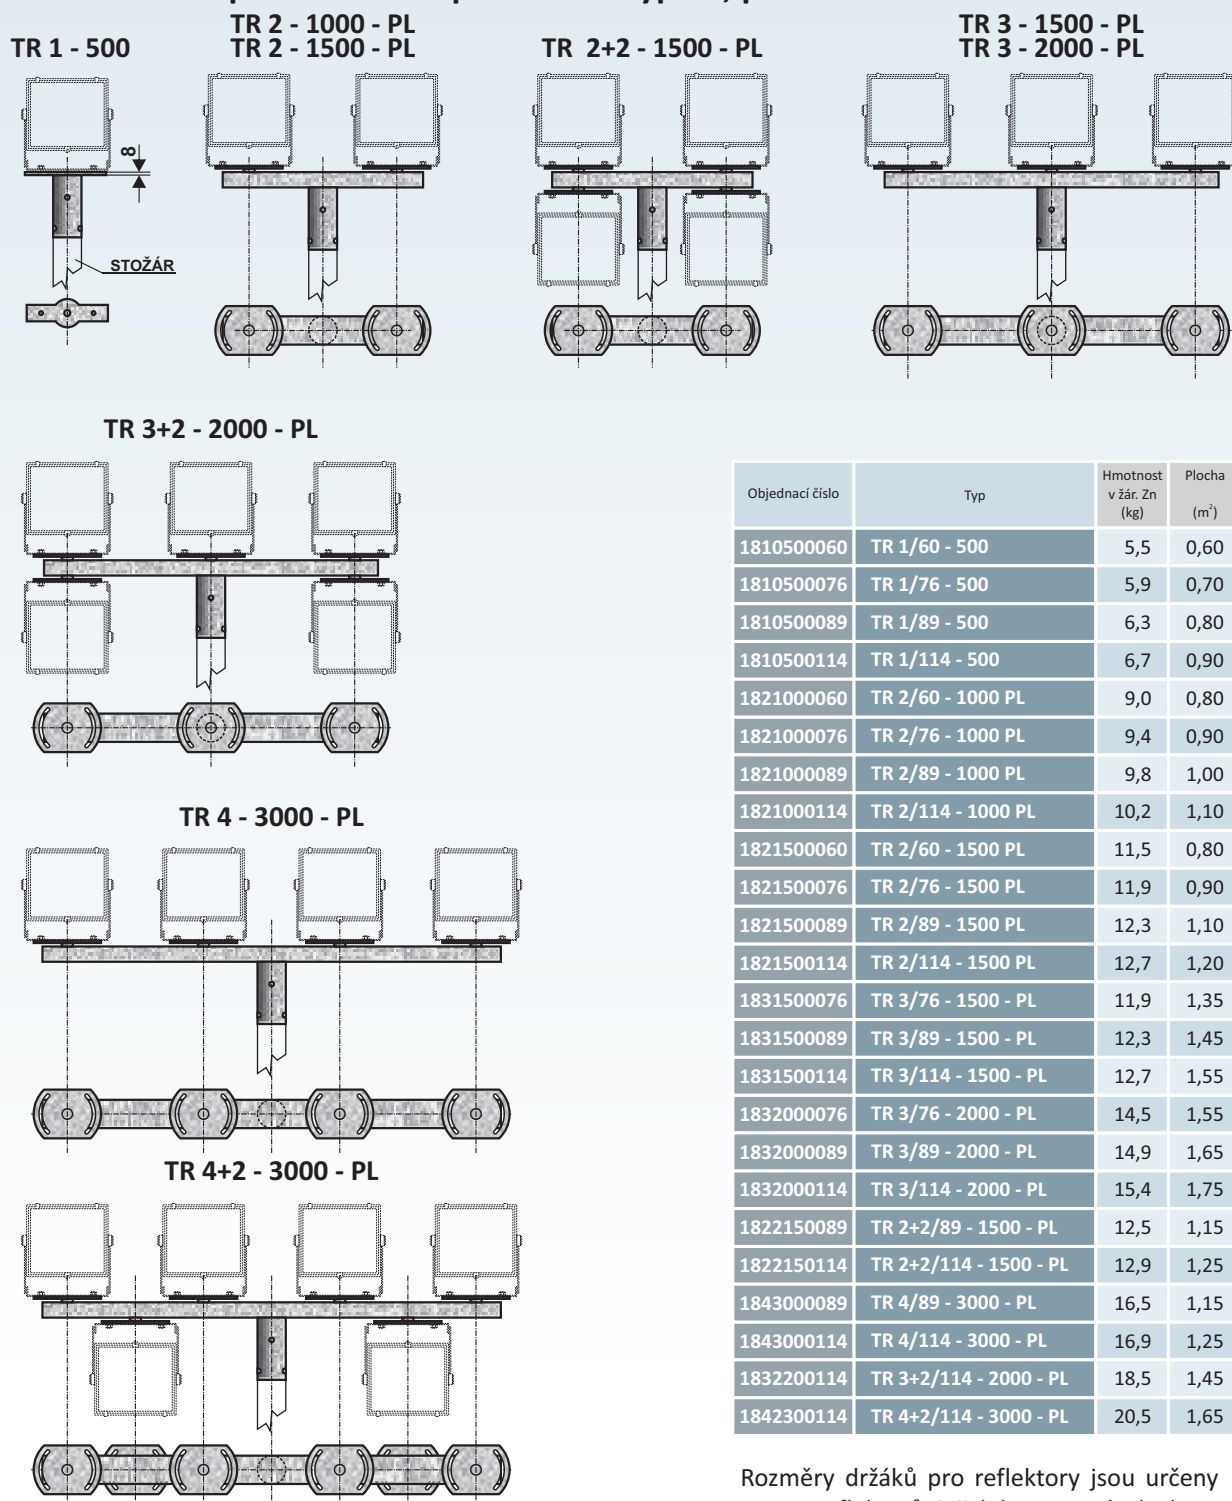 TR 2 - 1000 - PL
TR 3 - 1500 - PL
TR 1 - 500
TR 2 - 1500 - PL
TR 2+2 - 1500 - PL
TR 3 - 2000 - PL
8
STOŽÁR
TR 3+2 - 2000 - PL
TR 4 - 3000 - PL
TR 4+2 - 3000 - PL
Objednací číslo Typ Hmotnost v žár. Zn (kg) Plocha (m²)
1810500060 TR 1/60 - 500 5,5 0,60
1810500076 TR 1/76 - 500 5,9 0,70
1810500089 TR 1/89 - 500 6,3 0,80
1810500114 TR 1/114 - 500 6,7 0,90
1821000060 TR 2/60 - 1000 PL 9,0 0,80
1821000076 TR 2/76 - 1000 PL 9,4 0,90
1821000089 TR 2/89 - 1000 PL 9,8 1,00
1821000114 TR 2/114 - 1000 PL 10,2 1,10
1821500060 TR 2/60 - 1500 PL 11,5 0,80
1821500076 TR 2/76 - 1500 PL 11,9 0,90
1821500089 TR 2/89 - 1500 PL 12,3 1,10
1821500114 TR 2/114 - 1500 PL 12,7 1,20
1831500076 TR 3/76 - 1500 - PL 11,9 1,35
1831500089 TR 3/89 - 1500 - PL 12,3 1,45
1831500114 TR 3/114 - 1500 - PL 12,7 1,55
1832000076 TR 3/76 - 2000 - PL 14,5 1,55
1832000089 TR 3/89 - 2000 - PL 14,9 1,65
1832000114 TR 3/114 - 2000 - PL 15,4 1,75
1822150089 TR 2+2/89 - 1500 - PL 12,5 1,15
1822150114 TR 2+2/114 - 1500 - PL 12,9 1,25
1843000089 TR 4/89 - 3000 - PL 16,5 1,15
1843000114 TR 4/114 - 3000 - PL 16,9 1,25
1832200114 TR 3+2/114 - 2000 - PL 18,5 1,45
1842300114 TR 4+2/114 - 3000 - PL 20,5 1,65
Rozměry držáků pro reflektory jsou určeny